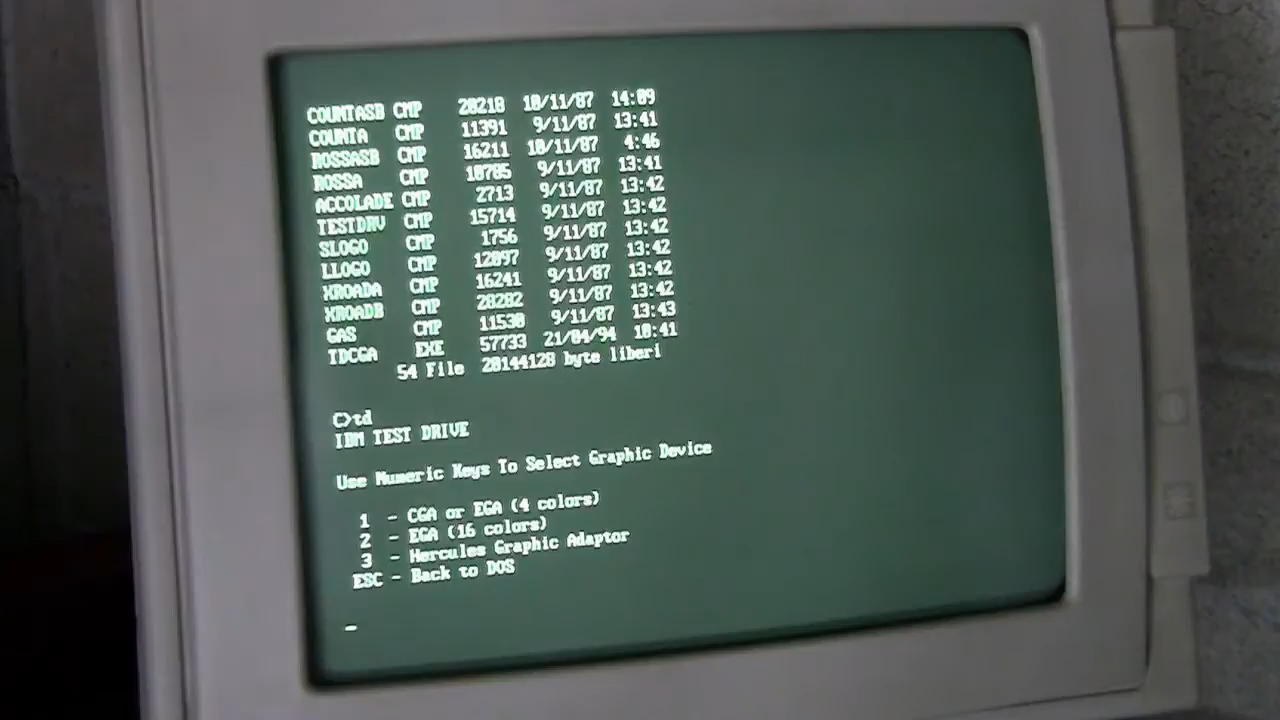 COUNTASB CMP 28218 10/11/87 14:09
COUNTA CMP 11391 9/11/87 13:41
ROSSASB CMP 16211 10/11/87 4:46
ROSSA CMP 10785 9/11/87 13:41
ACCOLADE CMP 2713 9/11/87 13:42
TESTDRV CMP 15714 9/11/87 13:42
SLOGO CMP 1756 9/11/87 13:42
LLOGO CMP 12097 9/11/87 13:42
XROADA CMP 16241 9/11/87 13:42
XROADB CMP 28282 9/11/87 13:42
GAS CMP 11530 9/11/87 13:43
TDCGA EXE 57733 21/04/94 10:41
54 File 20144128 byte liberi
C>td
IBM TEST DRIVE
Use Numeric Keys To Select Graphic Device
1 - CGA or EGA (4 colors)
2 - EGA (16 colors)
3 - Hercules Graphic Adaptor
ESC - Back to DOS
_